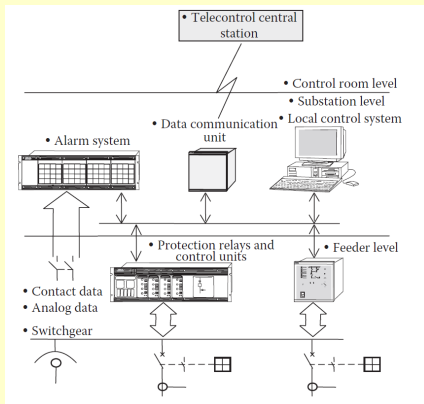 • Telecontrol central
station
• Control room level
• Substation level
• Data communication
unit
• Local control system
• Alarm system
• Protection relays and
control units
• Feeder level
• Contact data
• Analog data
• Switchgear